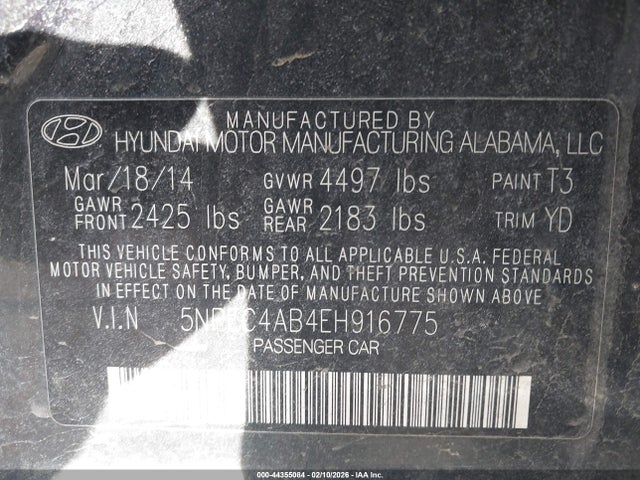 MANUFACTURED BY
HYUNDAI MOTOR MANUFACTURING ALABAMA, LLC
Mar/18/14 GVWR 4497 lbs PAINT T3
GAWR FRONT 2425 lbs GAWR REAR 2183 lbs TRIM YD
THIS VEHICLE CONFORMS TO ALL APPLICABLE U.S.A. FEDERAL
MOTOR VEHICLE SAFETY, BUMPER, AND THEFT PREVENTION STANDARDS
IN EFFECT ON THE DATE OF MANUFACTURE SHOWN ABOVE
V.I.N 5NPEC4AB4EH916775
PASSENGER CAR
000-44355064 - 02/10/2026 - IAA Inc.